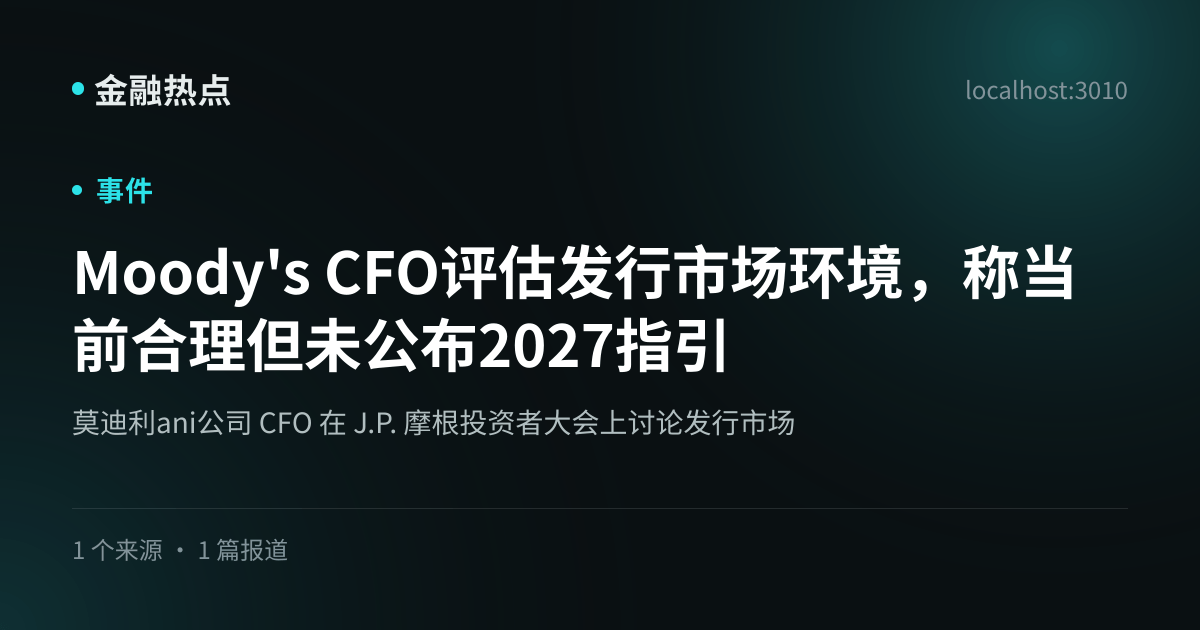 金融热点
localhost:3010
事件
Moody's CFO评估发行市场环境，称当
前合理但未公布2027指引
莫迪利ani公司 CFO 在 J.P. 摩根投资者大会上讨论发行市场
1 个来源 · 1 篇报道